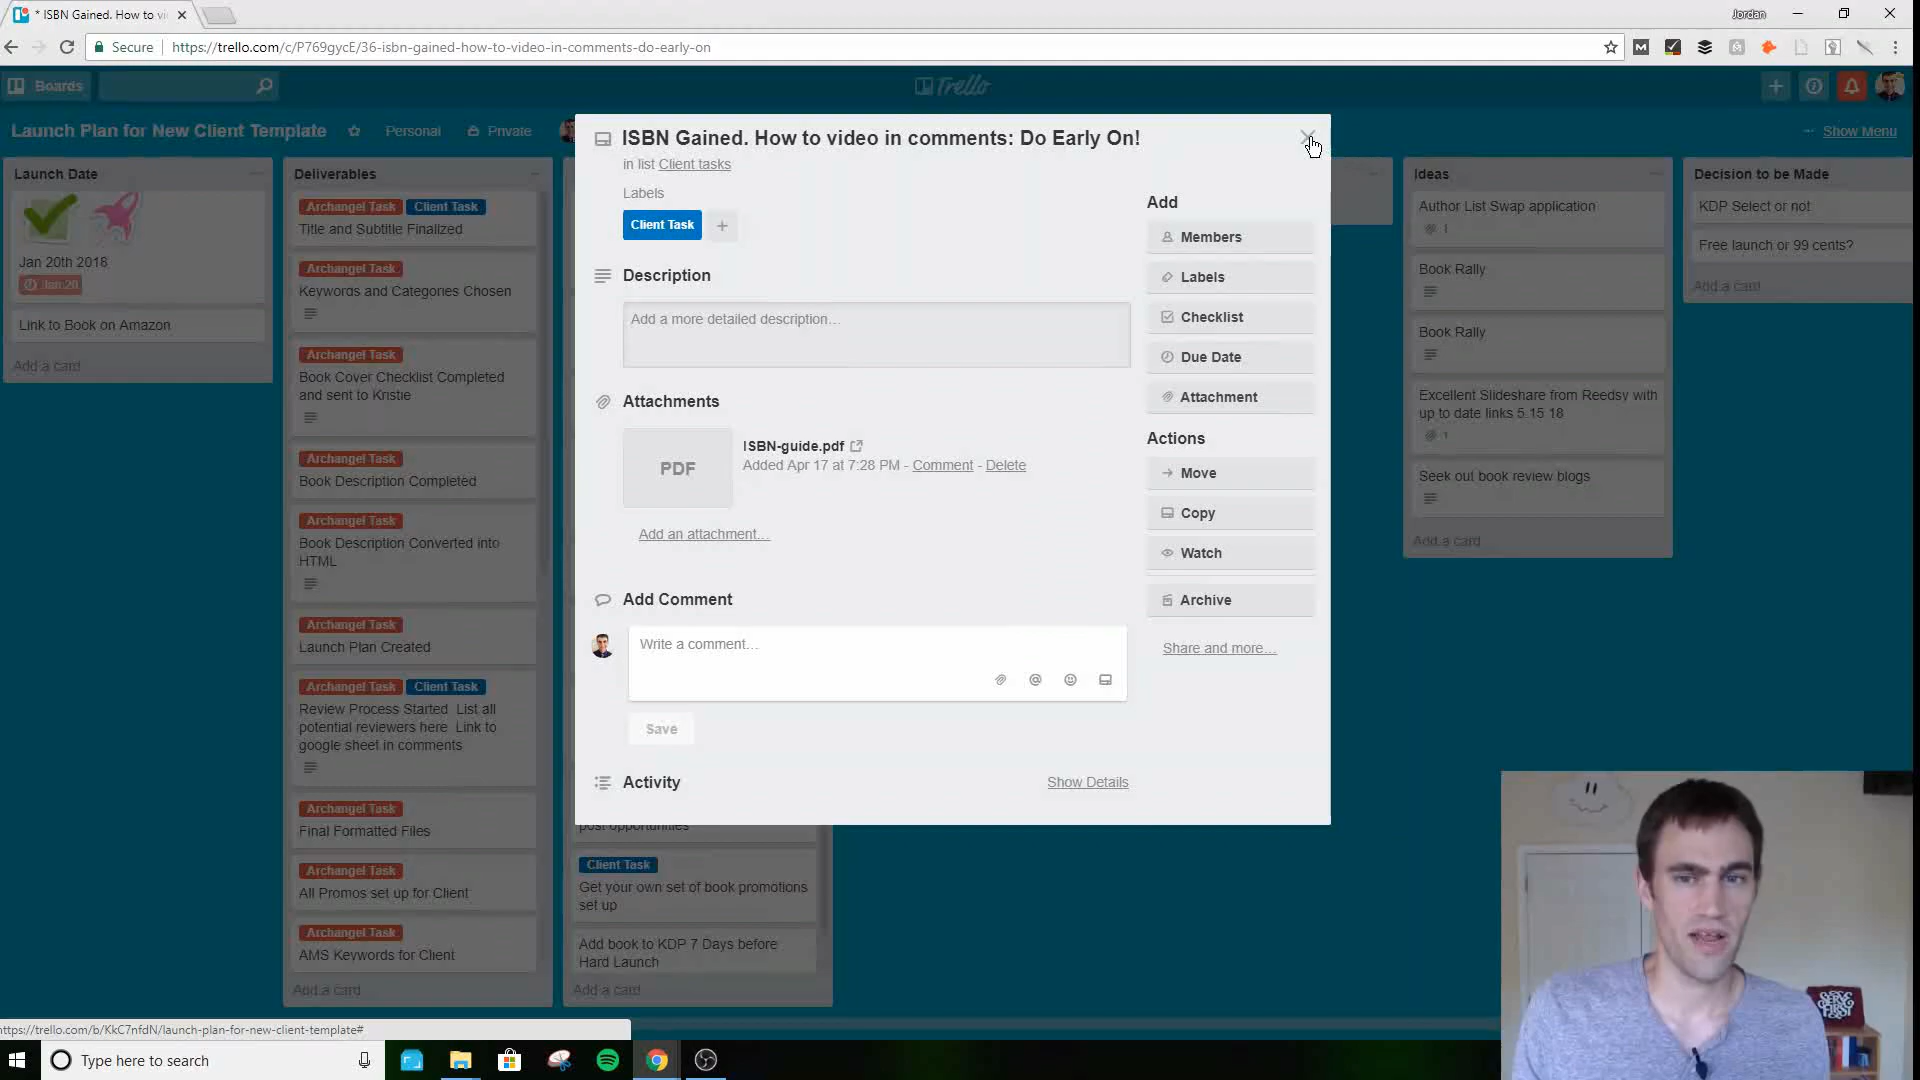 * ISBN Gained. How to vi
Jordan
Secure
https://trello.com/c/P769gycE/36-isbn-gained-how-to-video-in-comments-do-early-on
Boards
Trello
Launch Plan for New Client Template
Personal
Private
Show Menu
Launch Date
Jan 20th 2018
Jan 20
Link to Book on Amazon
Add a card
Deliverables
Archangel Task
Client Task
Title and Subtitle Finalized
Archangel Task
Keywords and Categories Chosen
Archangel Task
Book Cover Checklist Completed
and sent to Kristie
Archangel Task
Book Description Completed
Archangel Task
Book Description Converted into
HTML
Archangel Task
Launch Plan Created
Archangel Task
Client Task
Review Process Started List all
potential reviewers here Link to
google sheet in comments
Archangel Task
Final Formatted Files
Archangel Task
All Promos set up for Client
Archangel Task
AMS Keywords for Client
Add a card
ISBN Gained. How to video in comments: Do Early On!
in list Client tasks
Labels
Client Task
Description
Add a more detailed description…
Attachments
PDF
ISBN-guide.pdf
Added Apr 17 at 7:28 PM - Comment - Delete
Add an attachment…
Add Comment
Write a comment…
Save
Activity
Show Details
Add
Members
Labels
Checklist
Due Date
Attachment
Actions
Move
Copy
Watch
Archive
Share and more…
post opportunities
Client Task
Get your own set of book promotions
set up
Add book to KDP 7 Days before
Hard Launch
Add a card
Ideas
Author List Swap application
1
Book Rally
Book Rally
Excellent Slideshare from Reedsy with
up to date links 5.15 18
1
Seek out book review blogs
Add a card
Decision to be Made
KDP Select or not
Free launch or 99 cents?
Add a card
https://trello.com/b/KkC7nfdN/launch-plan-for-new-client-template#
Type here to search